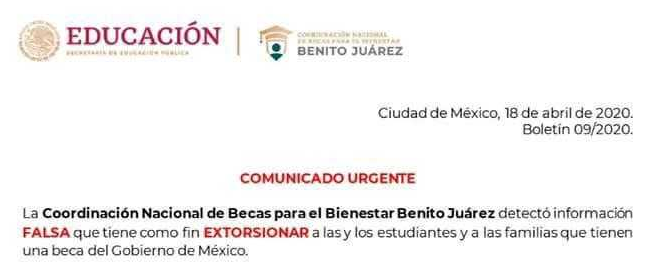 EDUCACIÓN
SECRETARÍA DE EDUCACIÓN PÚBLICA
COORDINACIÓN NACIONAL
DE BECAS PARA EL BIENESTAR
BENITO JUÁREZ
Ciudad de México, 18 de abril de 2020.
Boletín 09/2020.
COMUNICADO URGENTE
La Coordinación Nacional de Becas para el Bienestar Benito Juárez detectó información
FALSA que tiene como fin EXTORSIONAR a las y los estudiantes y a las familias que tienen
una beca del Gobierno de México.